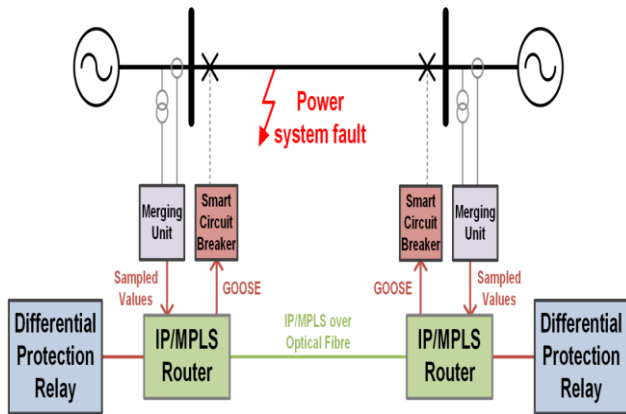 Power
system fault
Merging
Unit
Smart
Circuit
Breaker
Smart
Circuit
Breaker
Merging
Unit
Sampled
Values
GOOSE
GOOSE
Sampled
Values
Differential
Protection
Relay
IP/MPLS
Router
IP/MPLS over
Optical Fibre
IP/MPLS
Router
Differential
Protection
Relay